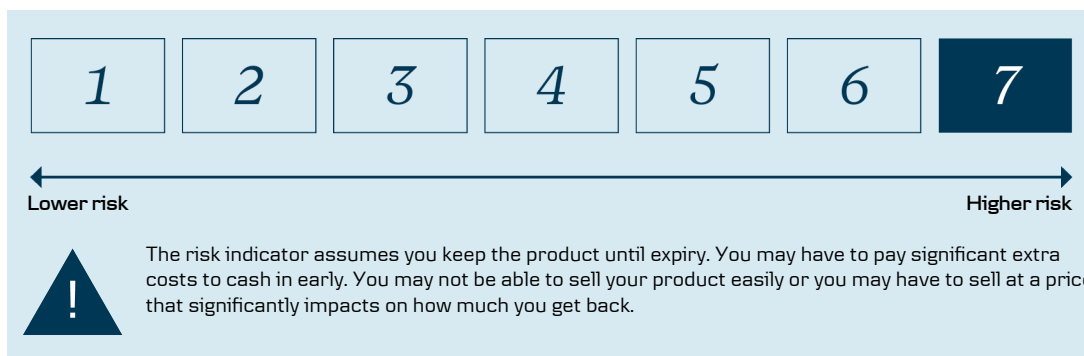 1 2 3 4 5 6 7
Lower risk Higher risk
The risk indicator assumes you keep the product until expiry. You may have to pay significant extra
costs to cash in early. You may not be able to sell your product easily or you may have to sell at a price
that significantly impacts on how much you get back.
!